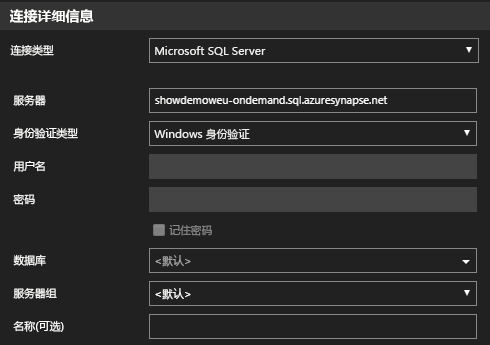 连接详细信息
连接类型
Microsoft SQL Server
服务器
showdemoweu-ondemand.sql.azuresynapse.net
身份验证类型
Windows 身份验证
用户名
密码
记住密码
数据库
<默认>
服务器组
<默认>
名称(可选)